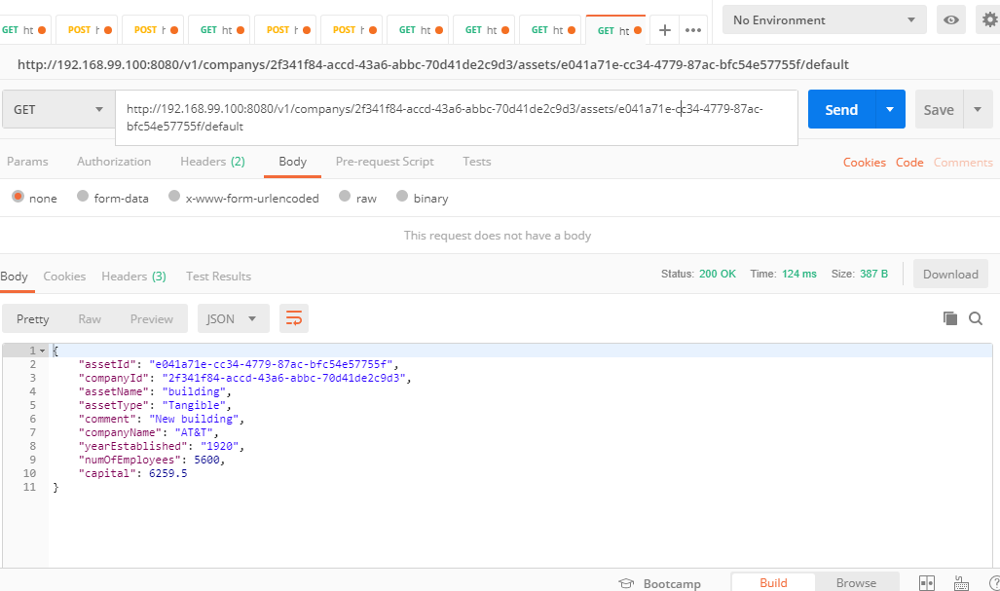 GET ht POST h POST h GET ht POST h POST h GET ht GET ht GET ht GET ht + ••• No Environment
http://192.168.99.100:8080/v1/companys/2f341f84-accd-43a6-abbc-70d41de2c9d3/assets/e041a71e-cc34-4779-87ac-bfc54e57755f/default
GET http://192.168.99.100:8080/v1/companys/2f341f84-accd-43a6-abbc-70d41de2c9d3/assets/e041a71e-cc34-4779-87ac-
bfc54e57755f/default
Send Save
Params Authorization Headers (2) Body Pre-request Script Tests Cookies Code Comments
none form-data x-www-form-urlencoded raw binary
This request does not have a body
Body Cookies Headers (3) Test Results Status: 200 OK Time: 124 ms Size: 387 B Download
Pretty Raw Preview JSON
1 {
2 "assetId": "e041a71e-cc34-4779-87ac-bfc54e57755f",
3 "companyId": "2f341f84-accd-43a6-abbc-70d41de2c9d3",
4 "assetName": "building",
5 "assetType": "Tangible",
6 "comment": "New building",
7 "companyName": "AT&T",
8 "yearEstablished": "1920",
9 "numOfEmployees": 5600,
10 "capital": 6259.5
11 }
Bootcamp Build Browse ?